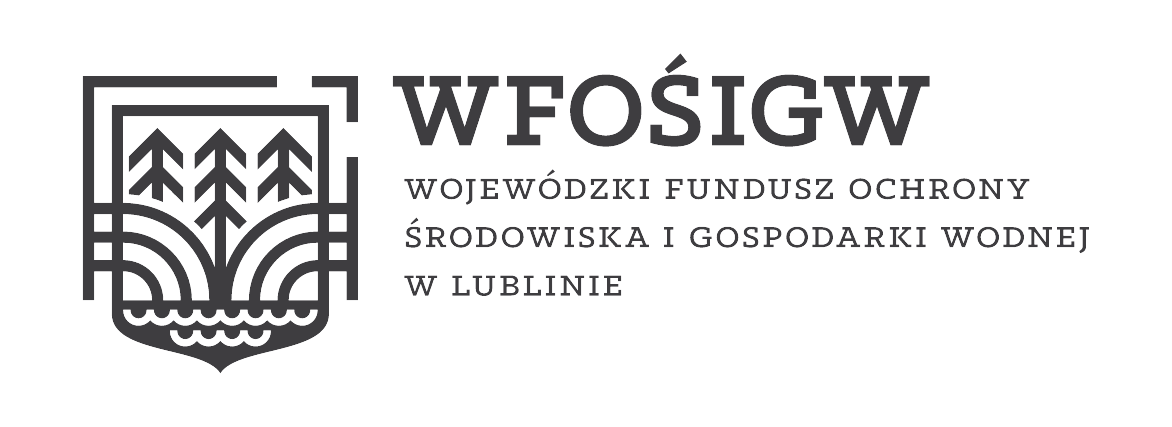 WFOŚIGW
WOJEWÓDZKI FUNDUSZ OCHRONY
ŚRODOWISKA I GOSPODARKI WODNEJ
W LUBLINIE